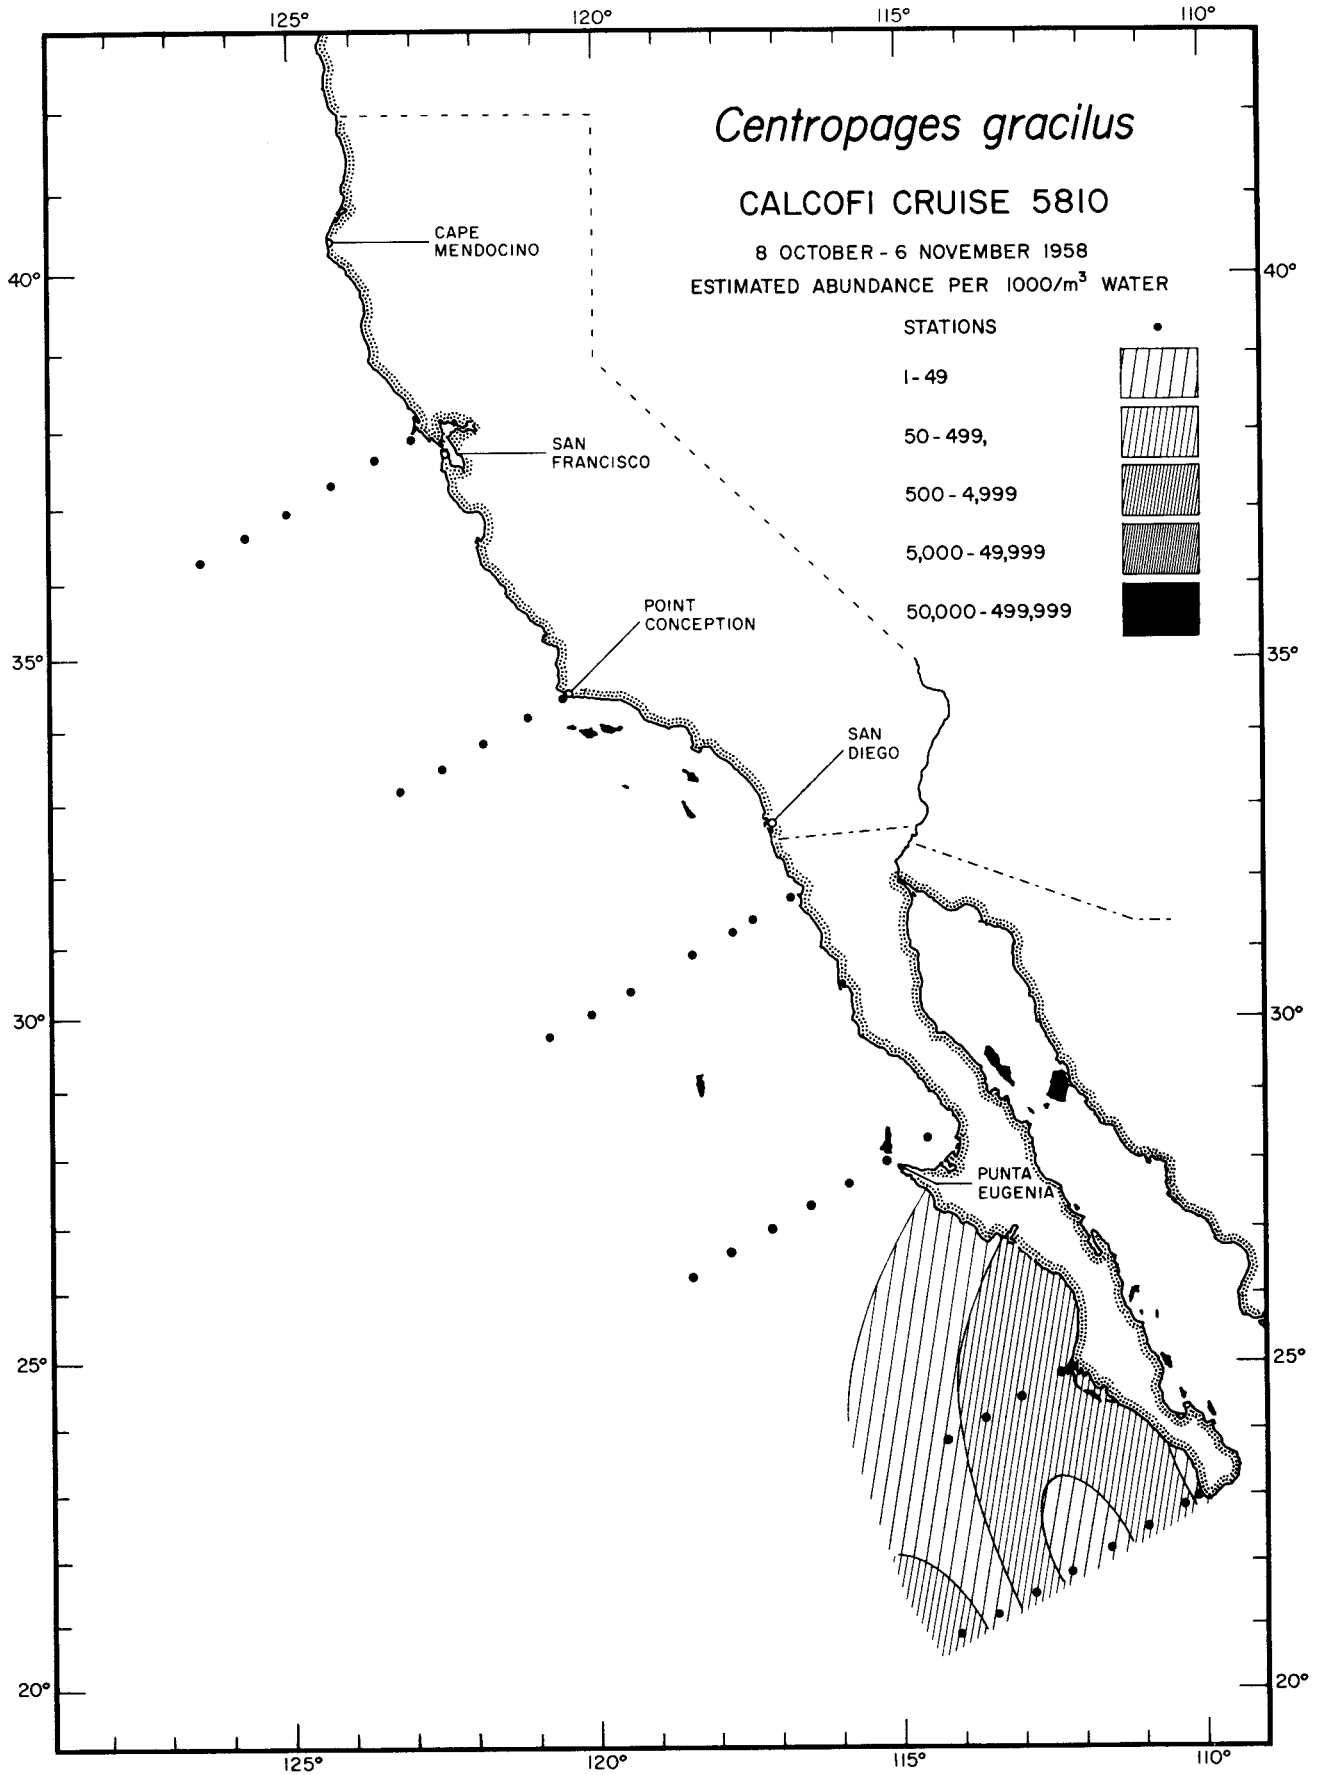 125° 120° 115° 110°
Centropages gracilus
CALCOFI CRUISE 5810
8 OCTOBER - 6 NOVEMBER 1958
ESTIMATED ABUNDANCE PER 1000/m³ WATER
STATIONS
1-49
50-499,
500-4,999
5,000-49,999
50,000-499,999
CAPE
MENDOCINO
40° 40°
SAN
FRANCISCO
POINT
CONCEPTION
35° 35°
SAN
DIEGO
30° 30°
PUNTA
EUGENIA
25° 25°
20° 20°
125° 120° 115° 110°